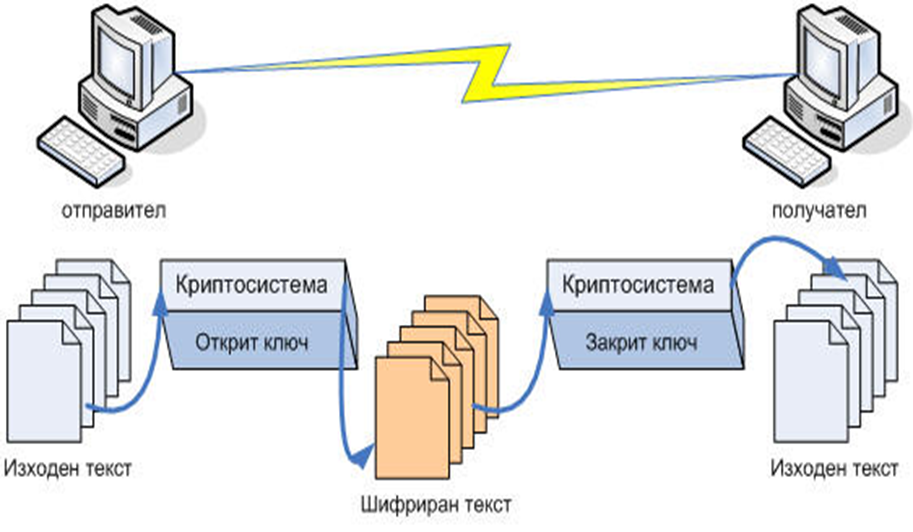 отправител
получател
Криптосистема
Открит ключ
Криптосистема
Закрит ключ
Изходен текст
Шифриран текст
Изходен текст